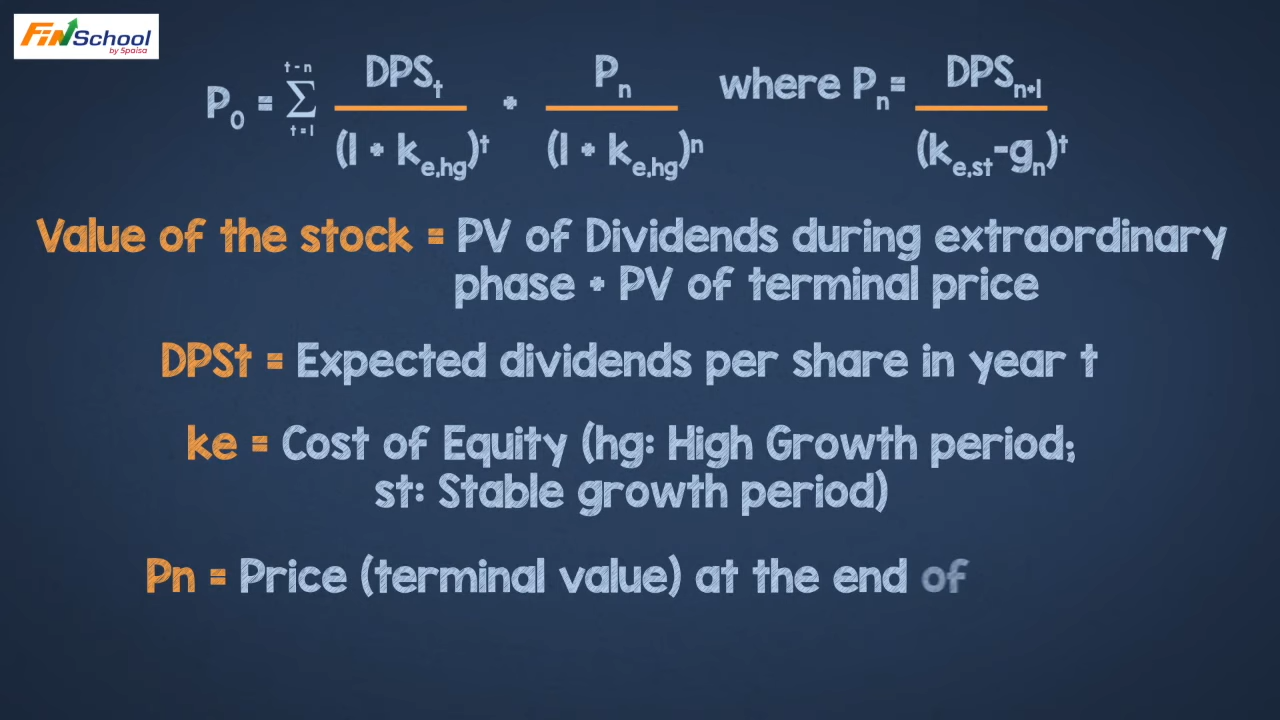 FINSchool
by 5paisa
t-n
P0 = Σ DPSt / (1 + ke,hg)^t + Pn / (1 + ke,hg)^n where Pn = DPSn+1 / (ke,st-gn)^t
t=1
Value of the stock = PV of Dividends during extraordinary
phase + PV of terminal price
DPSt = Expected dividends per share in year t
ke = Cost of Equity (hg: High Growth period;
st: Stable growth period)
Pn = Price (terminal value) at the end of